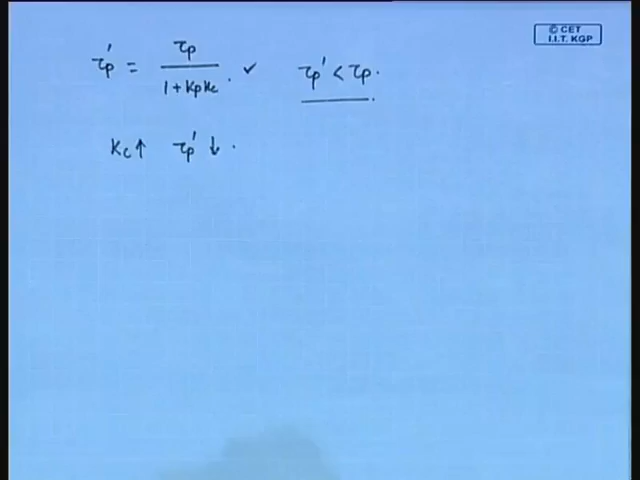 © CET
I.I.T. KGP
τp' = τp / 1 + KpKc . ✓ τp' < τp.
Kc ↑ τp' ↓ .